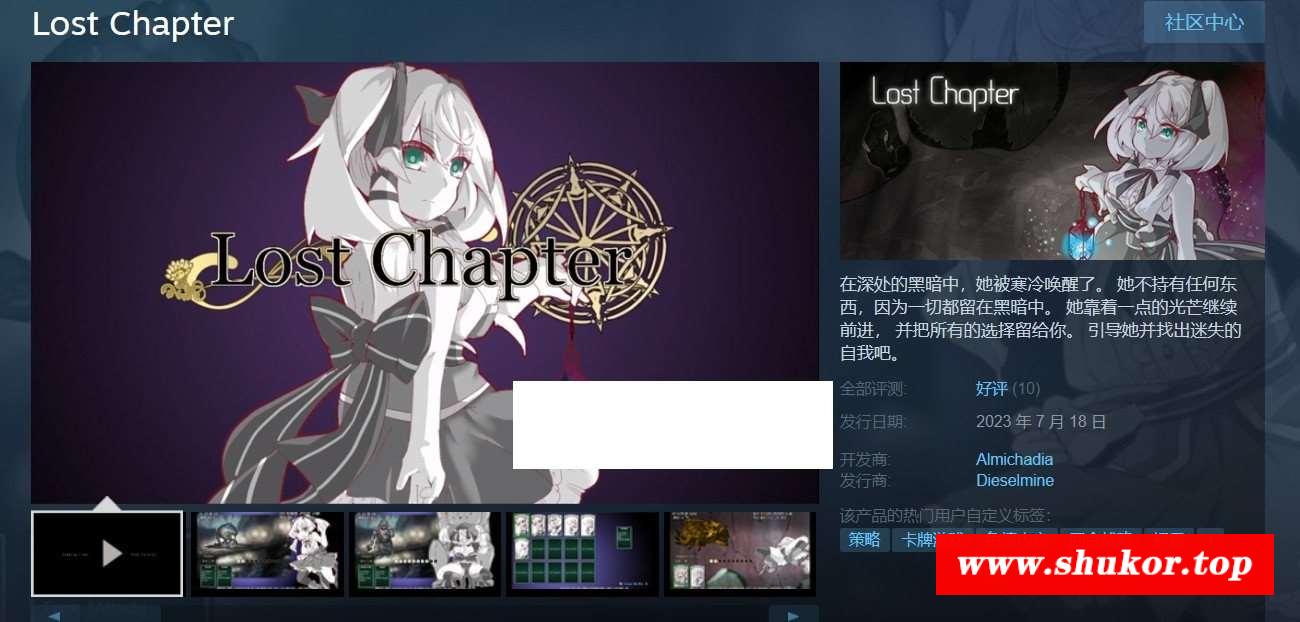 Lost Chapter
社区中心
Lost Chapter
Lost Chapter
在深处的黑暗中，她被寒冷唤醒了。 她不持有任何东
西，因为一切都留在黑暗中。 她靠着一点的光芒继续
前进， 并把所有的选择留给你。 引导她并找出迷失的
自我吧。
全部评测: 好评 (10)
发行日期: 2023 年 7 月 18 日
开发商: Almichadia
发行商: Dieselmine
该产品的热门用户自定义标签:
策略
www.shukor.top